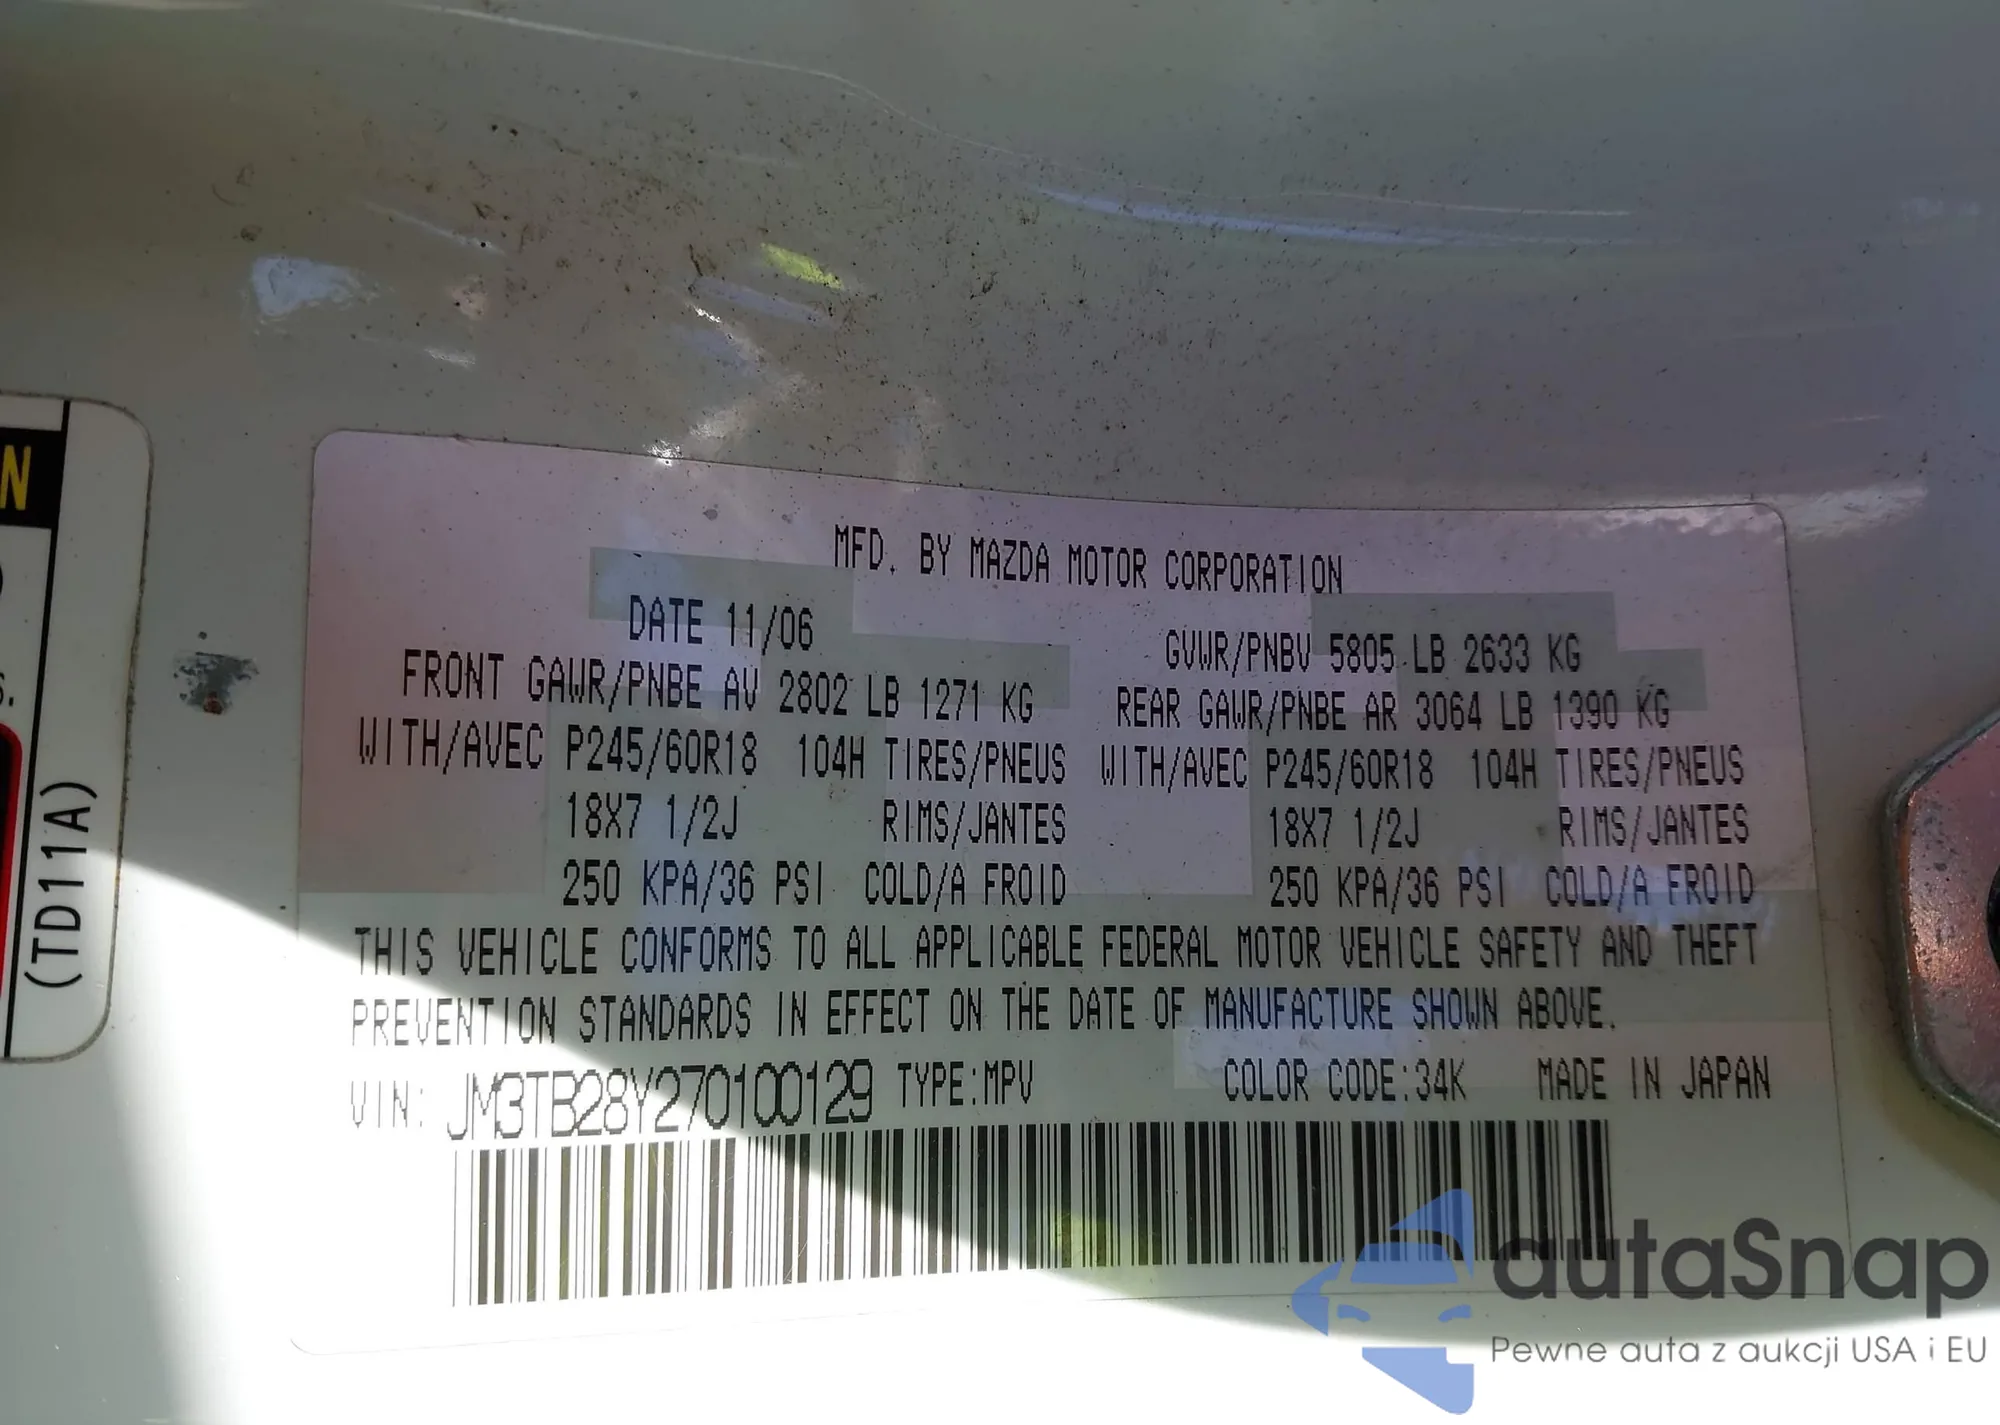 N
S.
(TD11A)
MFD. BY MAZDA MOTOR CORPORATION
DATE 11/06
GVWR/PNBV 5805 LB 2633 KG
FRONT GAWR/PNBE AV 2802 LB 1271 KG
REAR GAWR/PNBE AR 3064 LB 1390 KG
WITH/AVEC P245/60R18 104H TIRES/PNEUS
WITH/AVEC P245/60R18 104H TIRES/PNEUS
18X7 1/2J RIMS/JANTES
18X7 1/2J RIMS/JANTES
250 KPA/36 PSI COLD/A FROID
250 KPA/36 PSI COLD/A FROID
THIS VEHICLE CONFORMS TO ALL APPLICABLE FEDERAL MOTOR VEHICLE SAFETY AND THEFT
PREVENTION STANDARDS IN EFFECT ON THE DATE OF MANUFACTURE SHOWN ABOVE.
VIN: JM3TB28Y270100129 TYPE:MPV COLOR CODE:34K MADE IN JAPAN
autaSnap
Pewne auta z aukcji USA i EU